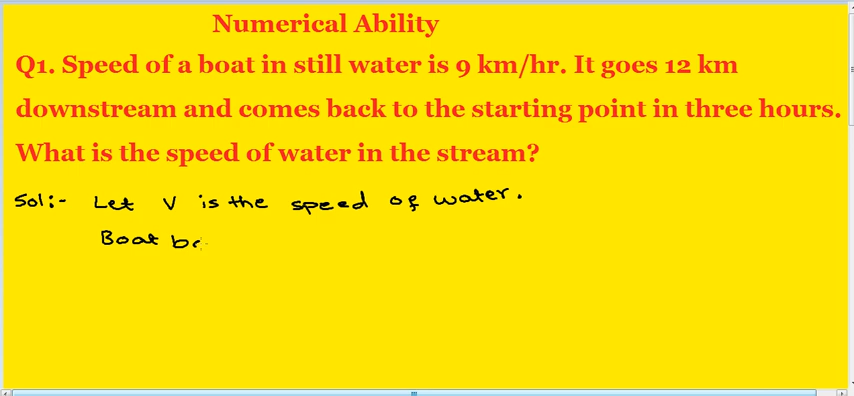 Numerical Ability
Q1. Speed of a boat in still water is 9 km/hr. It goes 12 km
downstream and comes back to the starting point in three hours.
What is the speed of water in the stream?
Sol:- Let V is the speed of water.
Boat